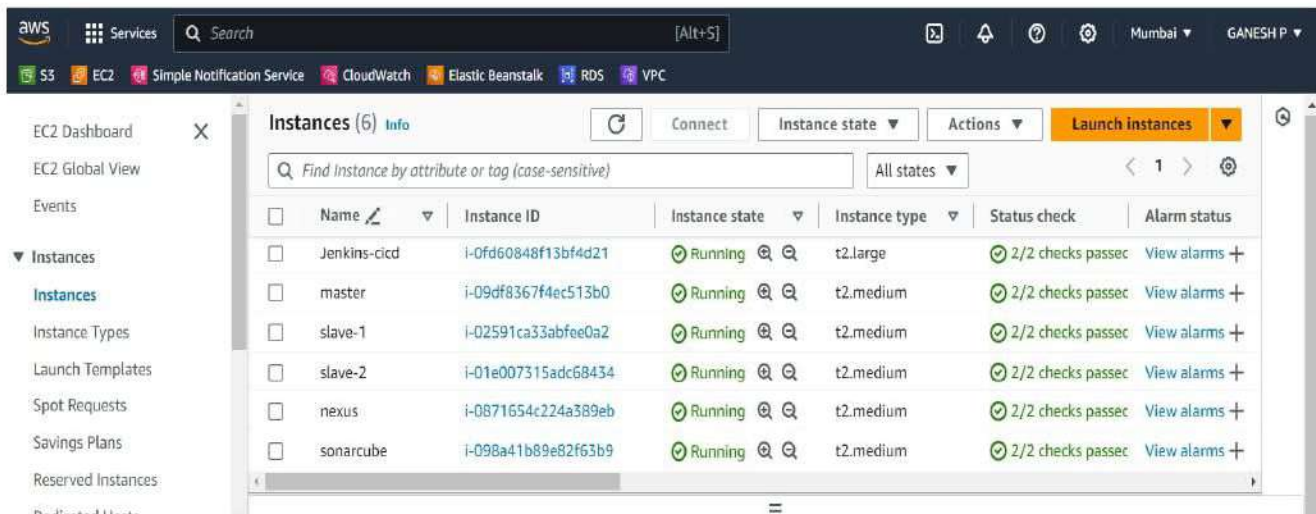 aws Services Search [Alt+S] Mumbai ▼ GANESH P ▼
S3 EC2 Simple Notification Service CloudWatch Elastic Beanstalk RDS VPC
EC2 Dashboard X
EC2 Global View
Events
▼ Instances
Instances
Instance Types
Launch Templates
Spot Requests
Savings Plans
Reserved Instances
Instances (6) Info Connect Instance state ▼ Actions ▼ Launch instances ▼
Find Instance by attribute or tag (case-sensitive) All states ▼ < 1 >
Name Instance ID Instance state Instance type Status check Alarm status
Jenkins-cicd i-0fd60848f13bf4d21 Running t2.large 2/2 checks passec View alarms +
master i-09df8367f4ec513b0 Running t2.medium 2/2 checks passec View alarms +
slave-1 i-02591ca33abfee0a2 Running t2.medium 2/2 checks passec View alarms +
slave-2 i-01e007315adc68434 Running t2.medium 2/2 checks passec View alarms +
nexus i-0871654c224a389eb Running t2.medium 2/2 checks passec View alarms +
sonarcube i-098a41b89e82f63b9 Running t2.medium 2/2 checks passec View alarms +